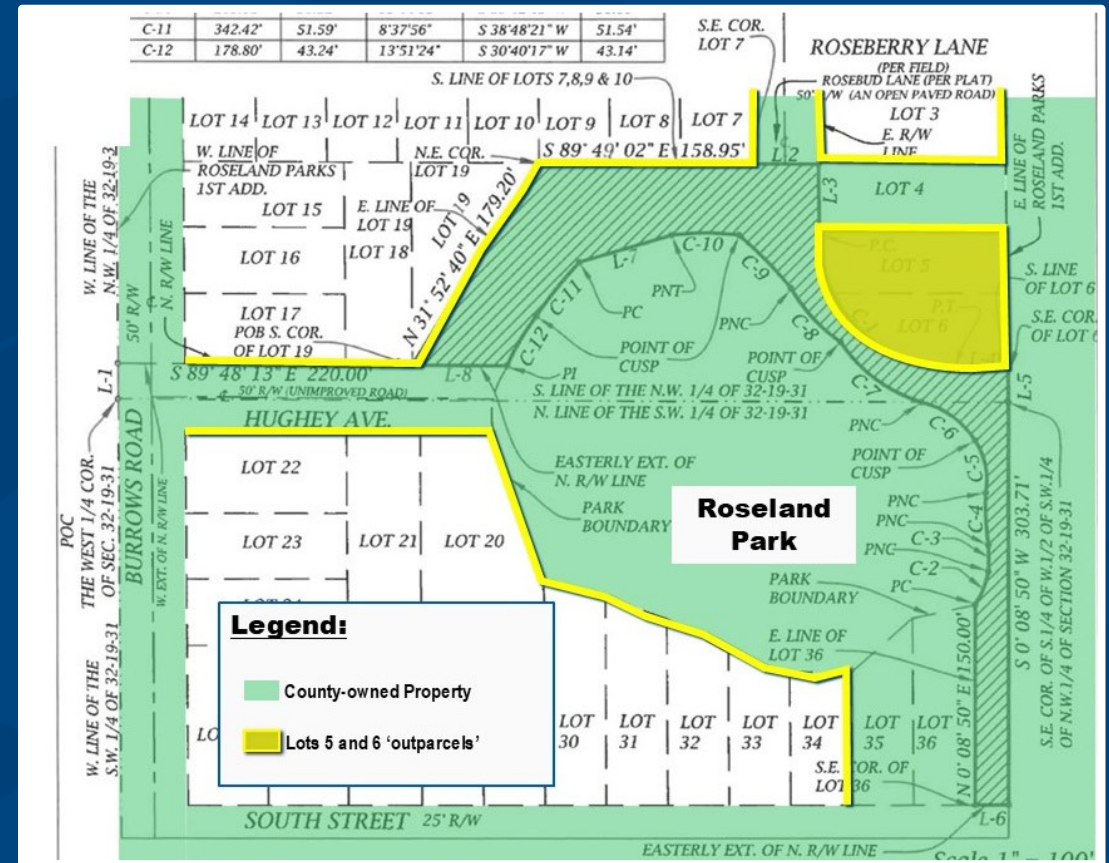 C-11 342.42' 51.59' 8°37'56" S 38°48'21" W 51.54'
C-12 178.80' 43.24' 13°51'24" S 30°40'17" W 43.14'
S.E. COR.
LOT 7
ROSEBERRY LANE
(PER FIELD)
ROSEBUD LANE (PER PLAT)
50' R/W (AN OPEN PAVED ROAD)
S. LINE OF LOTS 7,8,9 & 10
LOT 3
E. R/W
LINE
LOT 14
LOT 13
LOT 12
LOT 11
LOT 10
LOT 9
LOT 8
LOT 7
S 89° 49' 02" E 158.95'
L-2
L-3
LOT 4
E. LINE OF
ROSELAND PARKS
1ST ADD.
W. LINE OF
ROSELAND PARKS
1ST ADD.
N.E. COR.
LOT 19
W. LINE OF THE
N.W. 1/4 OF 32-19-3
LOT 15
E. LINE OF
LOT 19
LOT 19
N 31° 52' 40" E 179.20'
LOT 16
LOT 18
N. R/W LINE
50' R/W
LOT 17
POB S. COR.
OF LOT 19
C-10
L-7
C-9
C-11
PNT
PC
C-12
PNC
C-8
P.C.
LOT 5
P.T.
LOT 6
L-4
S. LINE
OF LOT 6
S.E. COR.
OF LOT 6
POINT OF
CUSP
POINT OF
CUSP
PI
L-1
S 89° 48' 13" E 220.00'
50' R/W (UNIMPROVED ROAD)
L-8
S. LINE OF THE N.W. 1/4 OF 32-19-31
N. LINE OF THE S.W. 1/4 OF 32-19-31
C-7
L-5
HUGHEY AVE.
PNC
C-6
POINT OF
CUSP
C-5
EASTERLY EXT. OF
N. R/W LINE
PARK
BOUNDARY
LOT 22
LOT 23
LOT 21
LOT 20
BURROWS ROAD
W. EXT. OF N. R/W LINE
POC
THE WEST 1/4 COR.
OF SEC. 32-19-31
Roseland
Park
PNC
PNC
C-4
PNC
C-3
C-2
PC
PARK
BOUNDARY
S 0° 08' 50" W 303.71'
S.E. COR. OF S.1/4 OF W.1/2 OF S.W.1/4
OF N.W.1/4 OF SECTION 32-19-31
E. LINE OF
LOT 36
N 0° 08' 50" E 150.00'
W. LINE OF THE
S.W. 1/4 OF 32-19-31
Legend:
County-owned Property
Lots 5 and 6 'outparcels'
LOT
30
LOT
31
LOT
32
LOT
33
LOT
34
LOT
35
LOT
36
S.E. COR. OF
LOT 36
L-6
SOUTH STREET 25' R/W
EASTERLY EXT. OF N. R/W LINE
Scale 1" = 100'